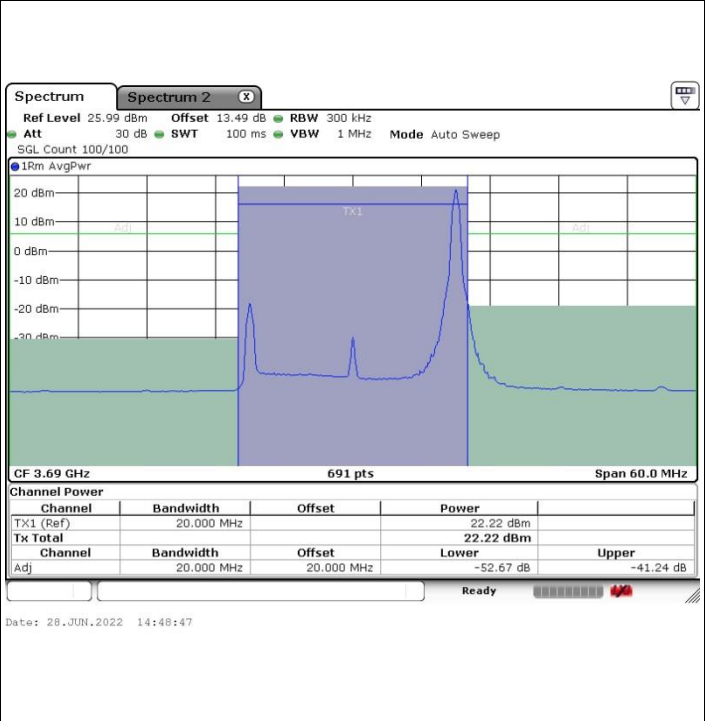 Spectrum Spectrum 2 X
Ref Level 25.99 dBm Offset 13.49 dB RBW 300 kHz
Att 30 dB SWT 100 ms VBW 1 MHz Mode Auto Sweep
SGL Count 100/100
1Rm AvgPwr
20 dBm
TX1
10 dBm
Adj Adj
0 dBm
-10 dBm
-20 dBm
-30 dBm
CF 3.69 GHz 691 pts Span 60.0 MHz
Channel Power
Channel Bandwidth Offset Power
TX1 (Ref) 20.000 MHz 22.22 dBm
Tx Total 22.22 dBm
Channel Bandwidth Offset Lower Upper
Adj 20.000 MHz 20.000 MHz -52.67 dB -41.24 dB
Ready
Date: 28.JUN.2022 14:48:47